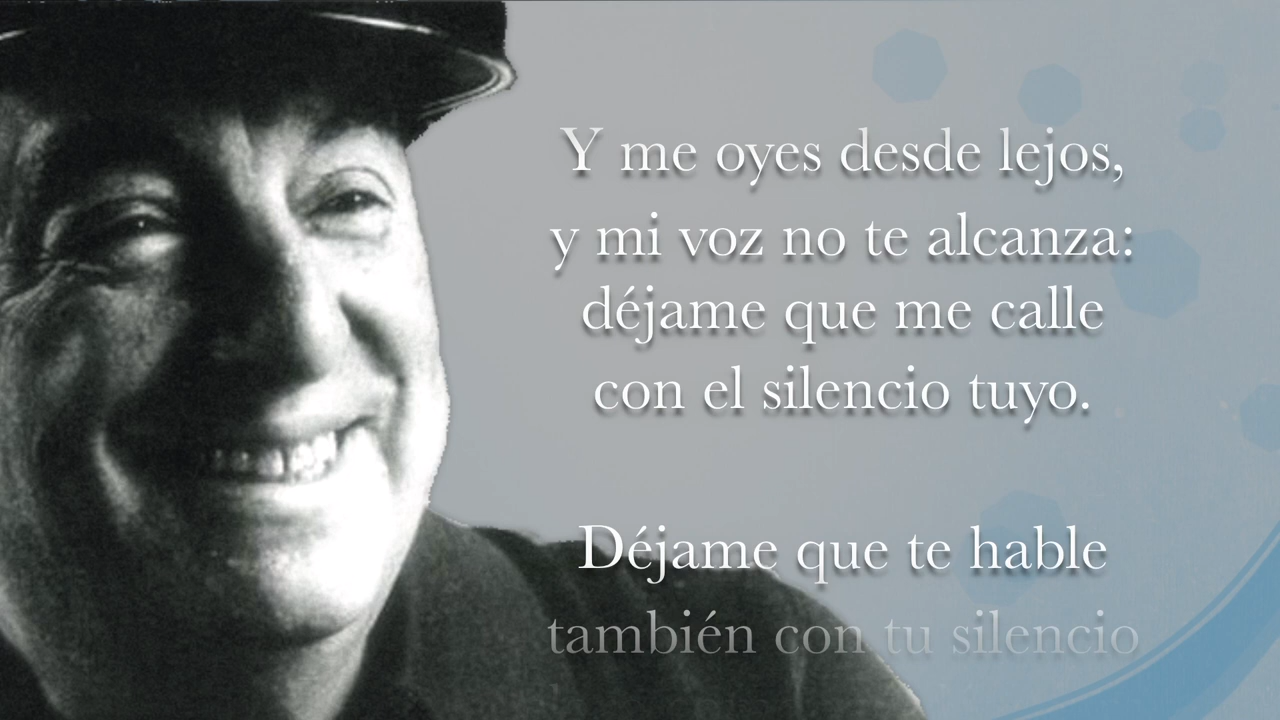 Y me oyes desde lejos,
y mi voz no te alcanza:
déjame que me calle
con el silencio tuyo.
Déjame que te hable
también con tu silencio